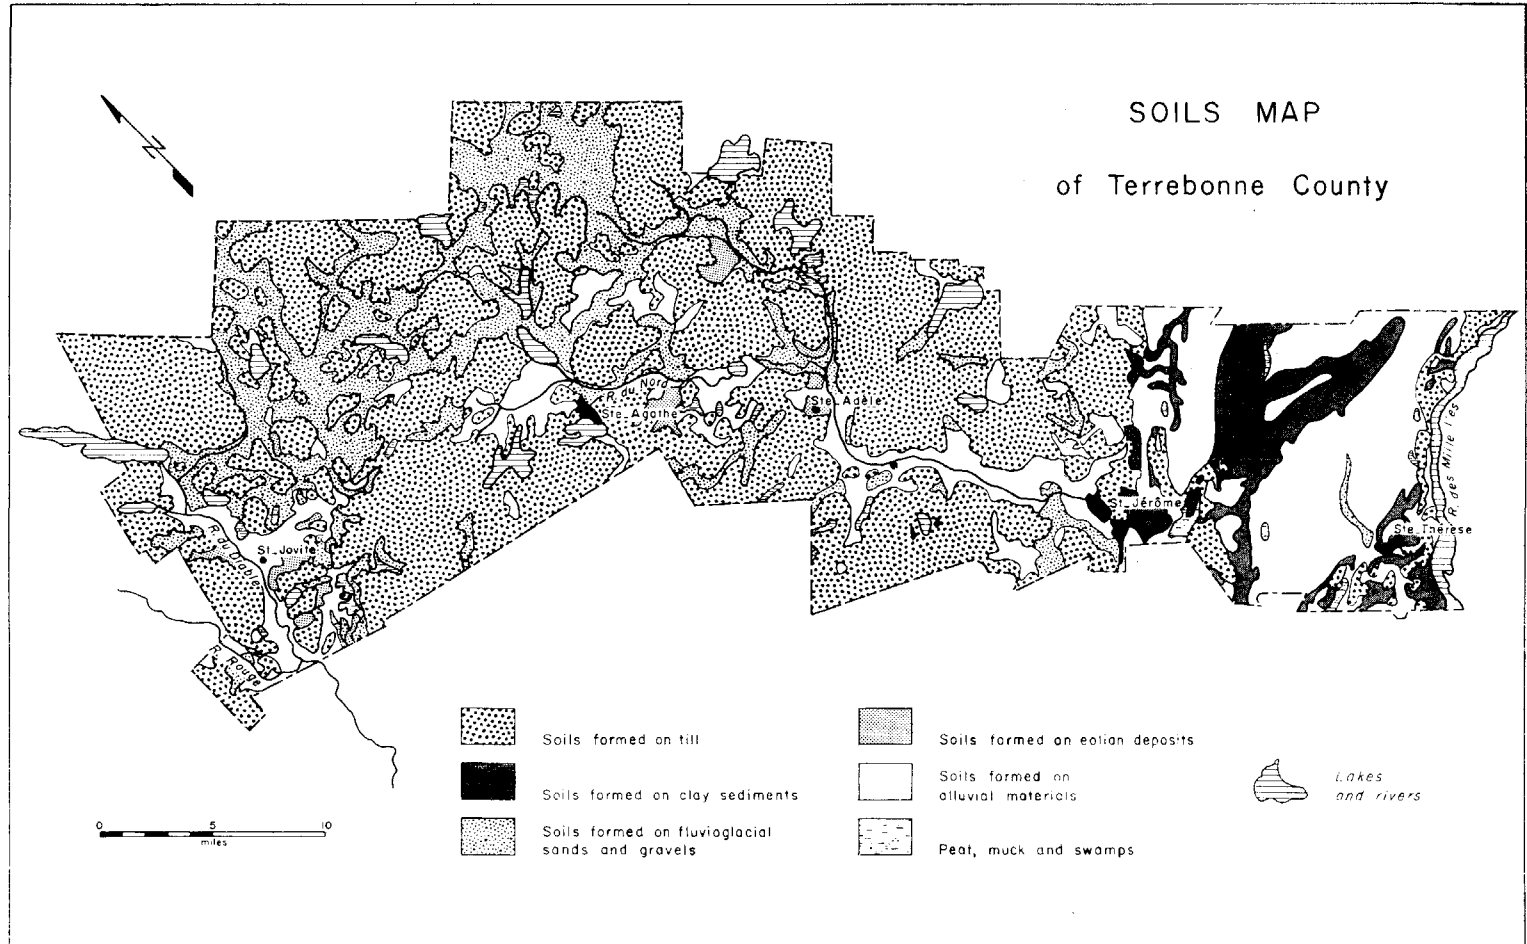 SOILS MAP
of Terrebonne County
N
R. du Nord
Ste-Agathe
Ste-Adèle
R. des Mille Iles
St-Jérôme
Ste-Thérèse
St-Jovite
R. du Diable
R. Rouge
Soils formed on till
Soils formed on clay sediments
Soils formed on fluvioglacial
sands and gravels
Soils formed on eolian deposits
Soils formed on
alluvial materials
Peat, muck and swamps
Lakes
and rivers
0 5 10
miles